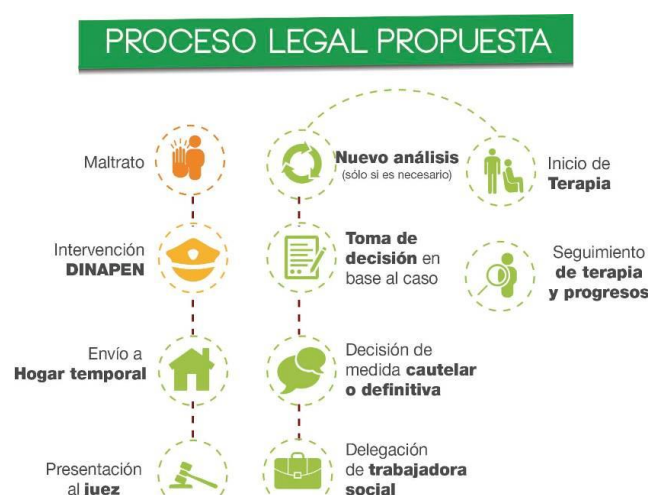 PROCESO LEGAL PROPUESTA
Maltrato
Intervención
DINAPEN
Envío a
Hogar temporal
Presentación
al juez
Nuevo análisis
(sólo si es necesario)
Toma de
decisión en
base al caso
Decisión de
medida cautelar
o definitiva
Delegación
de trabajadora
social
Inicio de
Terapia
Seguimiento
de terapia
y progresos